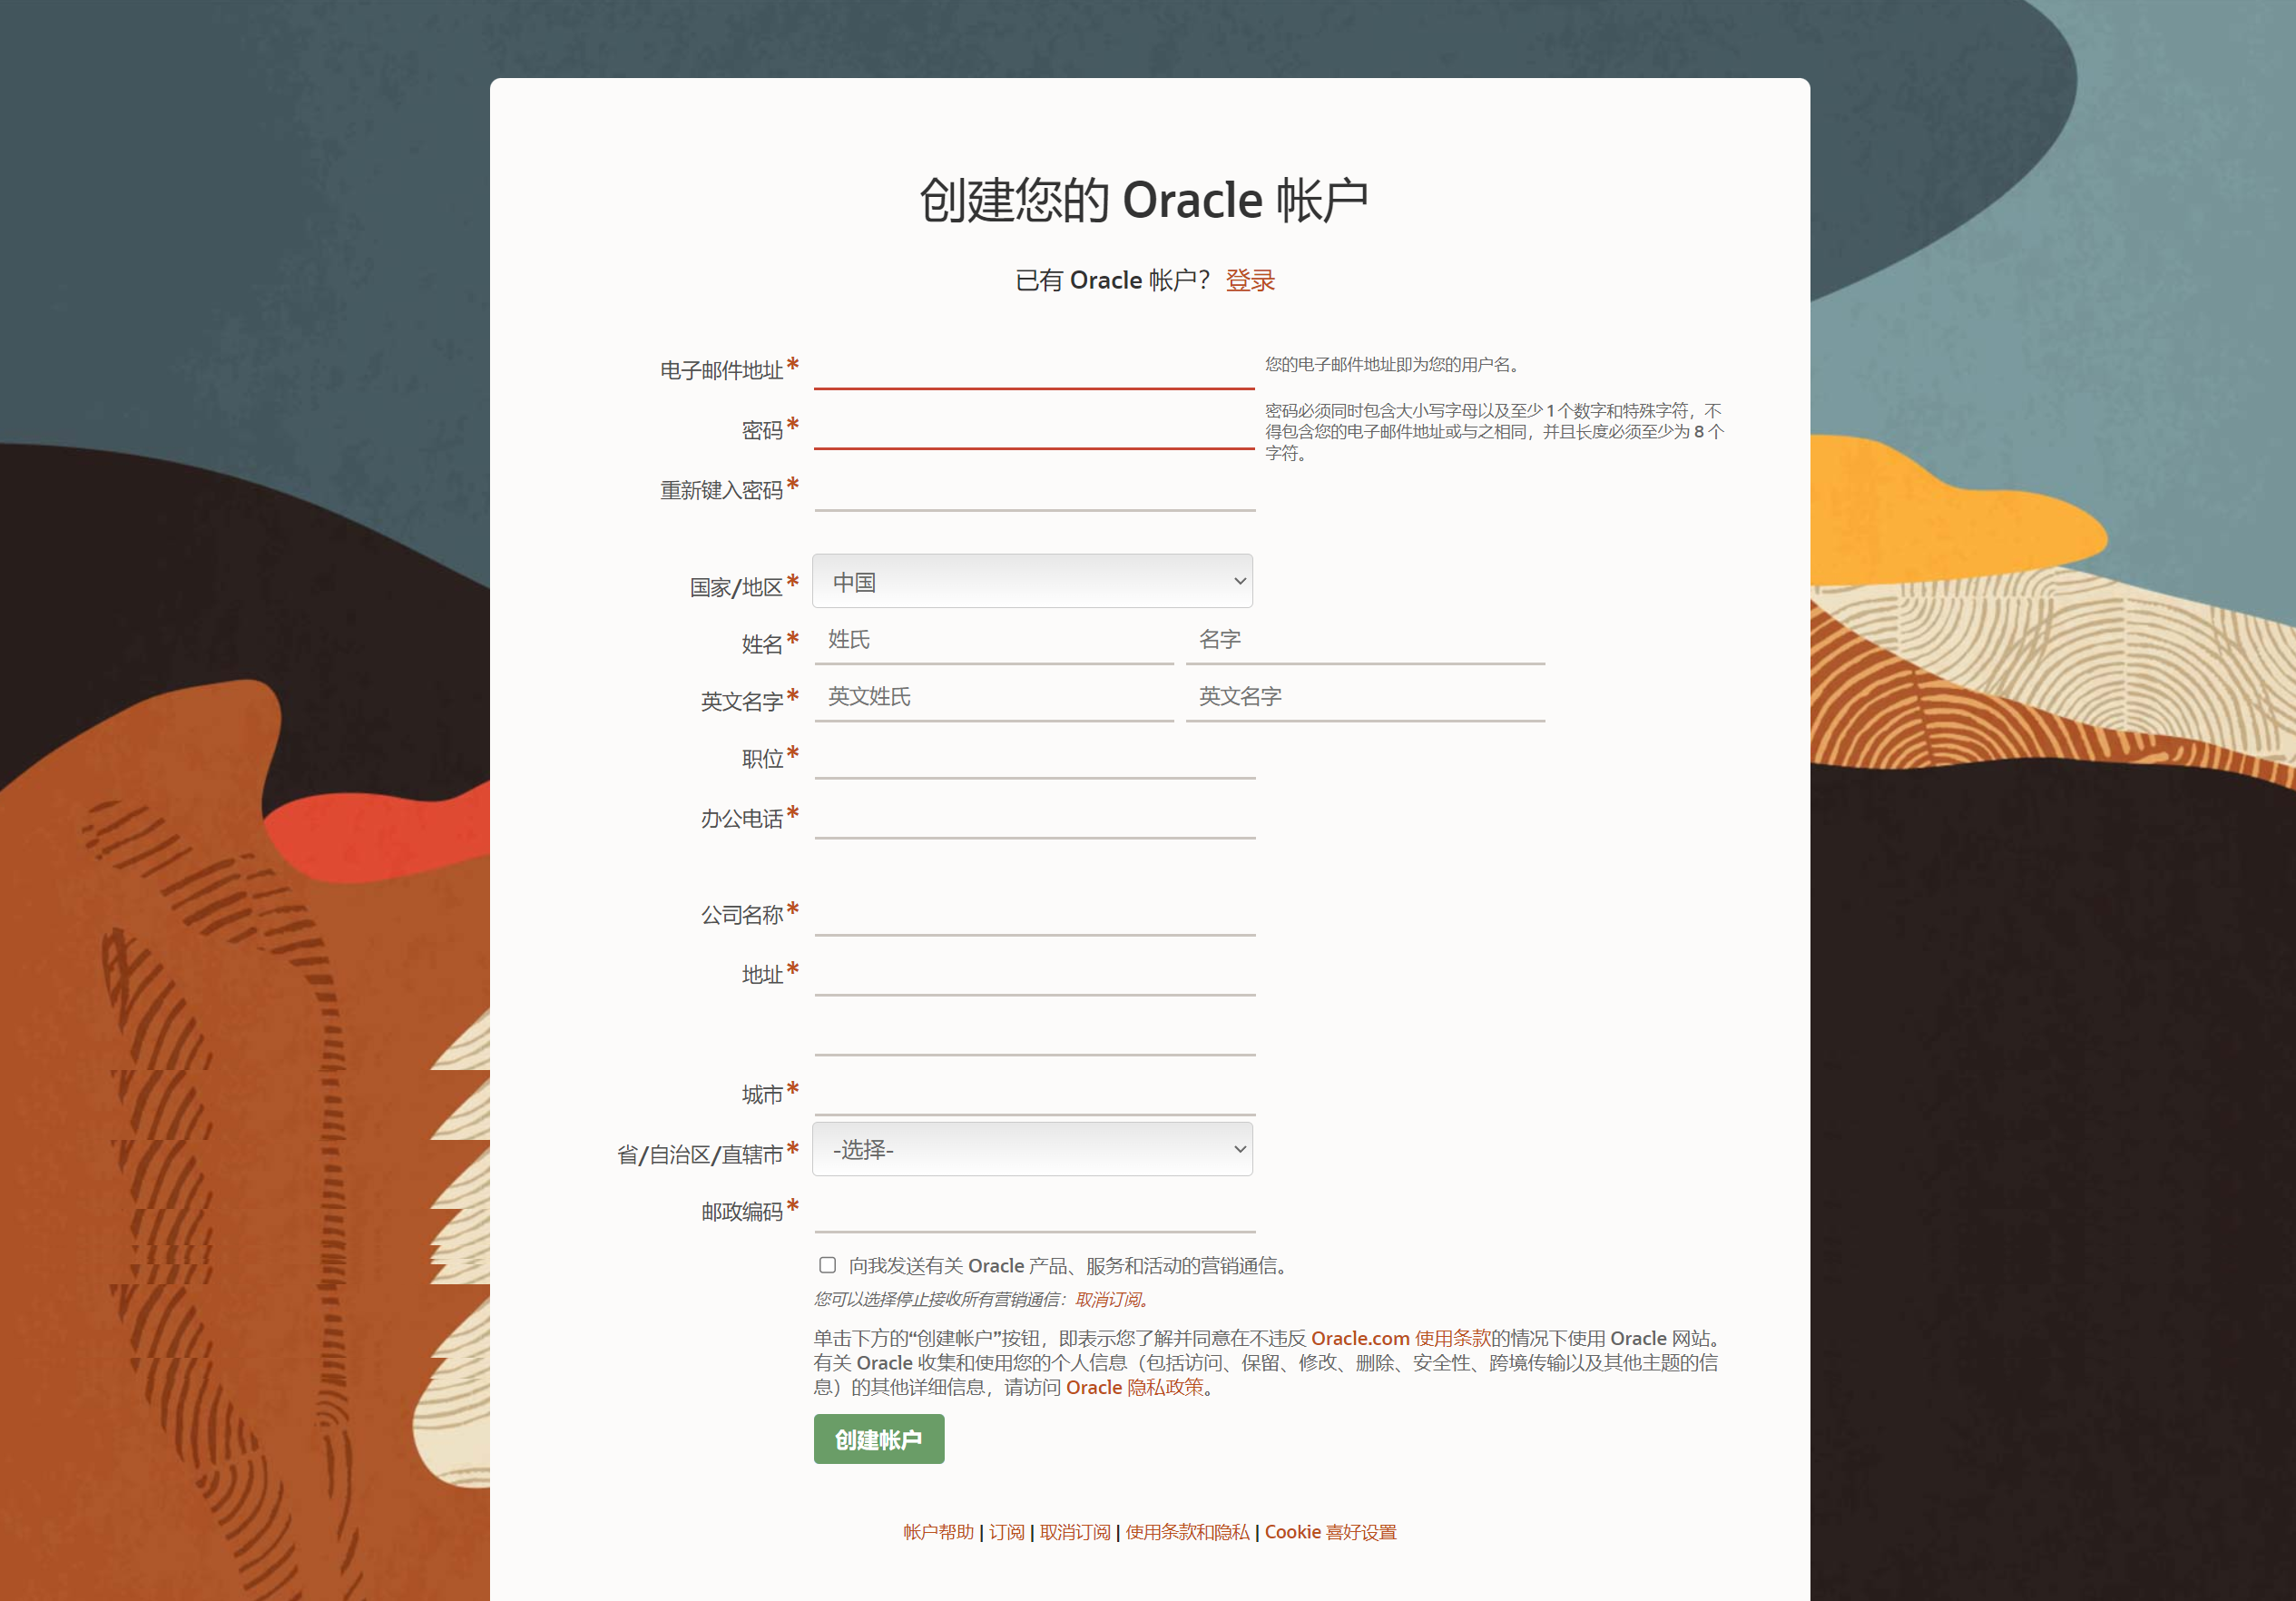 创建您的 Oracle 帐户
已有 Oracle 帐户？ 登录
电子邮件地址*
您的电子邮件地址即为您的用户名。
密码*
密码必须同时包含大小写字母以及至少 1 个数字和特殊字符，不
得包含您的电子邮件地址或与之相同，并且长度必须至少为 8 个
字符。
重新键入密码*
国家/地区* 中国
姓名* 姓氏 名字
英文名字* 英文姓氏 英文名字
职位*
办公电话*
公司名称*
地址*
城市*
省/自治区/直辖市* -选择-
邮政编码*
向我发送有关 Oracle 产品、服务和活动的营销通信。
您可以选择停止接收所有营销通信：取消订阅。
单击下方的“创建帐户”按钮，即表示您了解并同意在不违反 Oracle.com 使用条款的情况下使用 Oracle 网站。
有关 Oracle 收集和使用您的个人信息（包括访问、保留、修改、删除、安全性、跨境传输以及其他主题的信
息）的其他详细信息，请访问 Oracle 隐私政策。
创建帐户
帐户帮助 | 订阅 | 取消订阅 | 使用条款和隐私 | Cookie 喜好设置